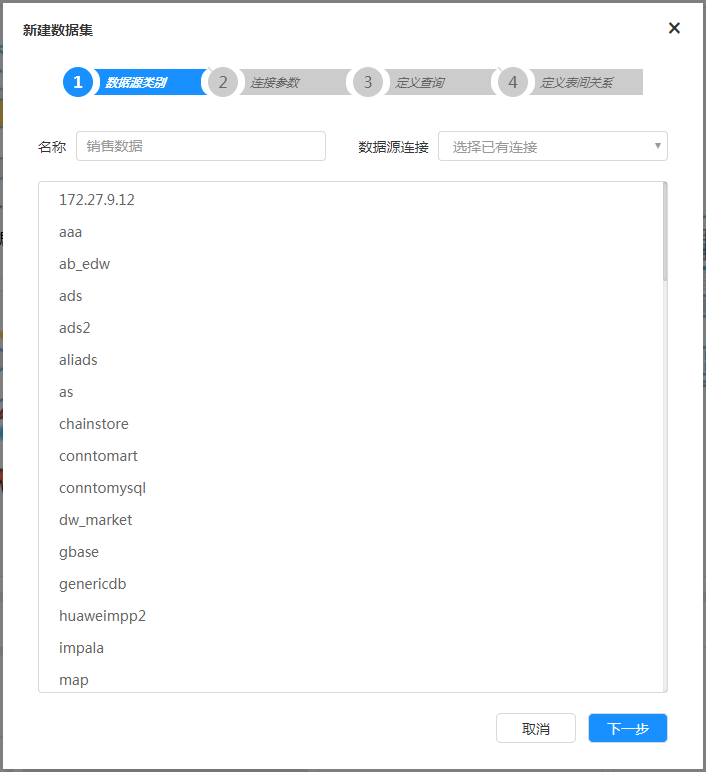 新建数据集 ×
1 数据源类别 2 连接参数 3 定义查询 4 定义表间关系
名称 销售数据 数据源连接 选择已有连接
172.27.9.12
aaa
ab_edw
ads
ads2
aliads
as
chainstore
conntomart
conntomysql
dw_market
gbase
genericdb
huaweimpp2
impala
map
取消 下一步